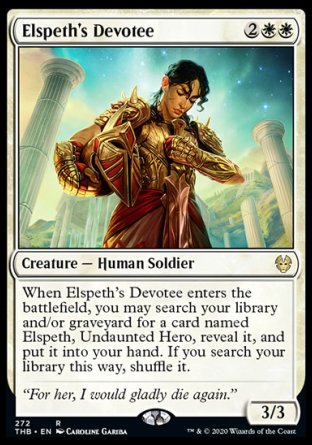 Elspeth's Devotee 2
Creature — Human Soldier
When Elspeth's Devotee enters the
battlefield, you may search your library
and/or graveyard for a card named
Elspeth, Undaunted Hero, reveal it, and
put it into your hand. If you search your
library this way, shuffle it.
"For her, I would gladly die again."
3/3
272 R
THB • EN Caroline Gariba
™ & © 2020 Wizards of the Coast